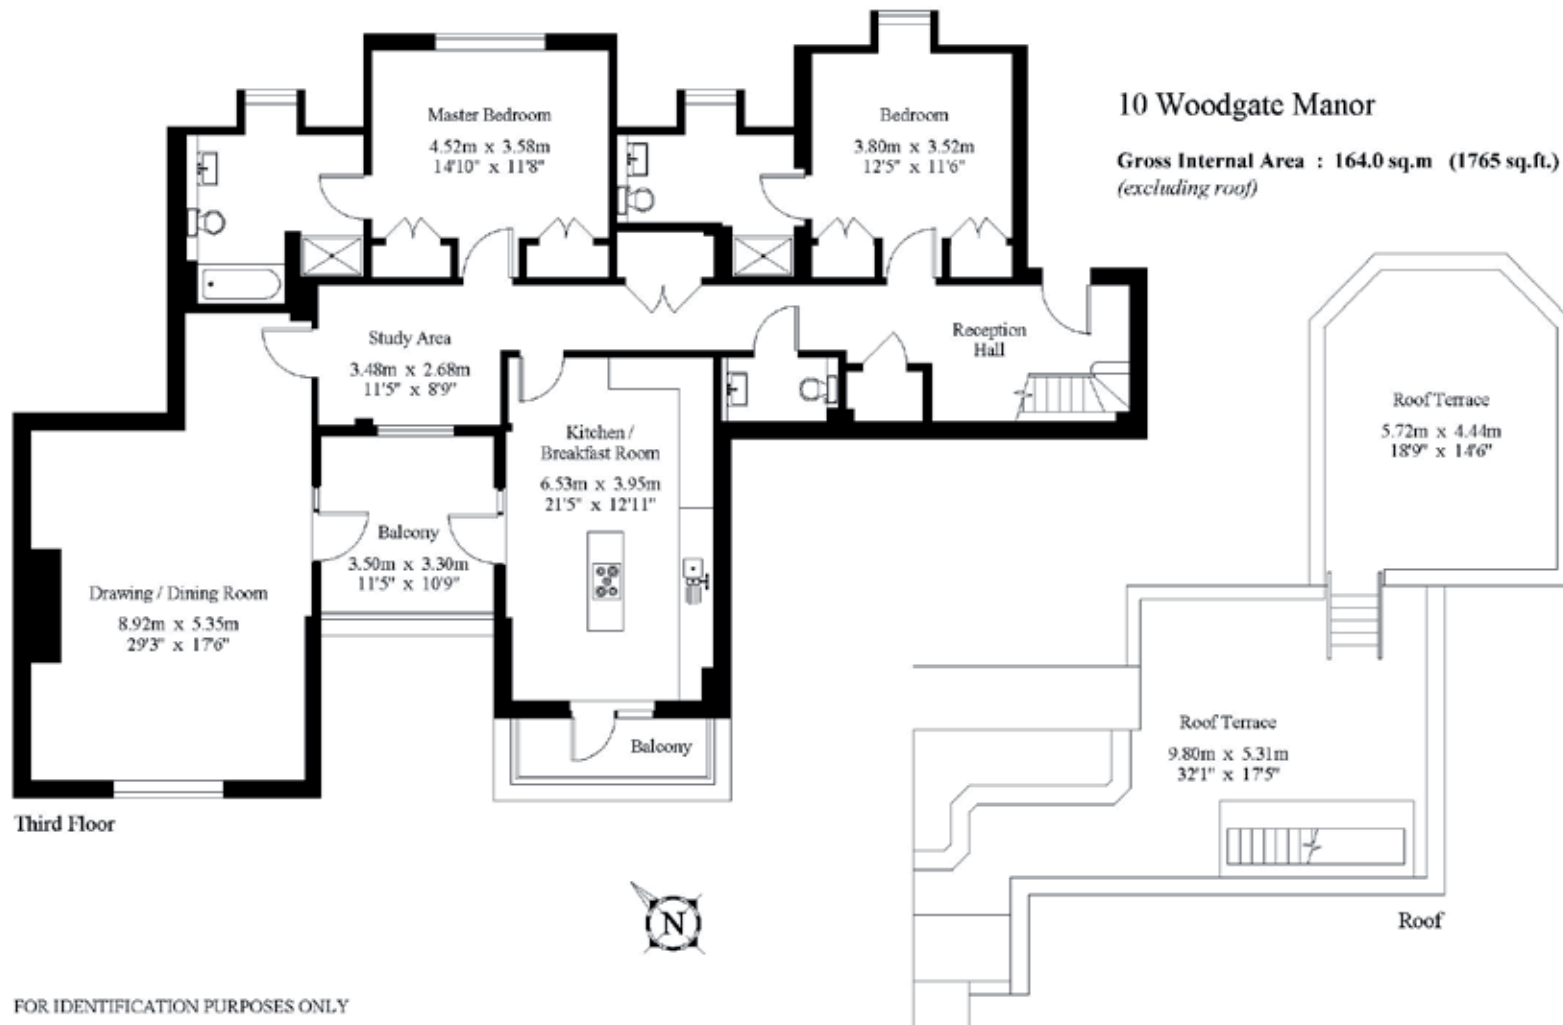 10 Woodgate Manor
Gross Internal Area : 164.0 sq.m (1765 sq.ft.)
(excluding roof)
Master Bedroom
4.52m x 3.58m
14'10" x 11'8"
Bedroom
3.80m x 3.52m
12'5" x 11'6"
Study Area
3.48m x 2.68m
11'5" x 8'9"
Reception
Hall
Kitchen /
Breakfast Room
6.53m x 3.95m
21'5" x 12'11"
Balcony
3.50m x 3.30m
11'5" x 10'9"
Drawing / Dining Room
8.92m x 5.35m
29'3" x 17'6"
Balcony
Third Floor
Roof Terrace
5.72m x 4.44m
18'9" x 14'6"
Roof Terrace
9.80m x 5.31m
32'1" x 17'5"
Roof
N
FOR IDENTIFICATION PURPOSES ONLY